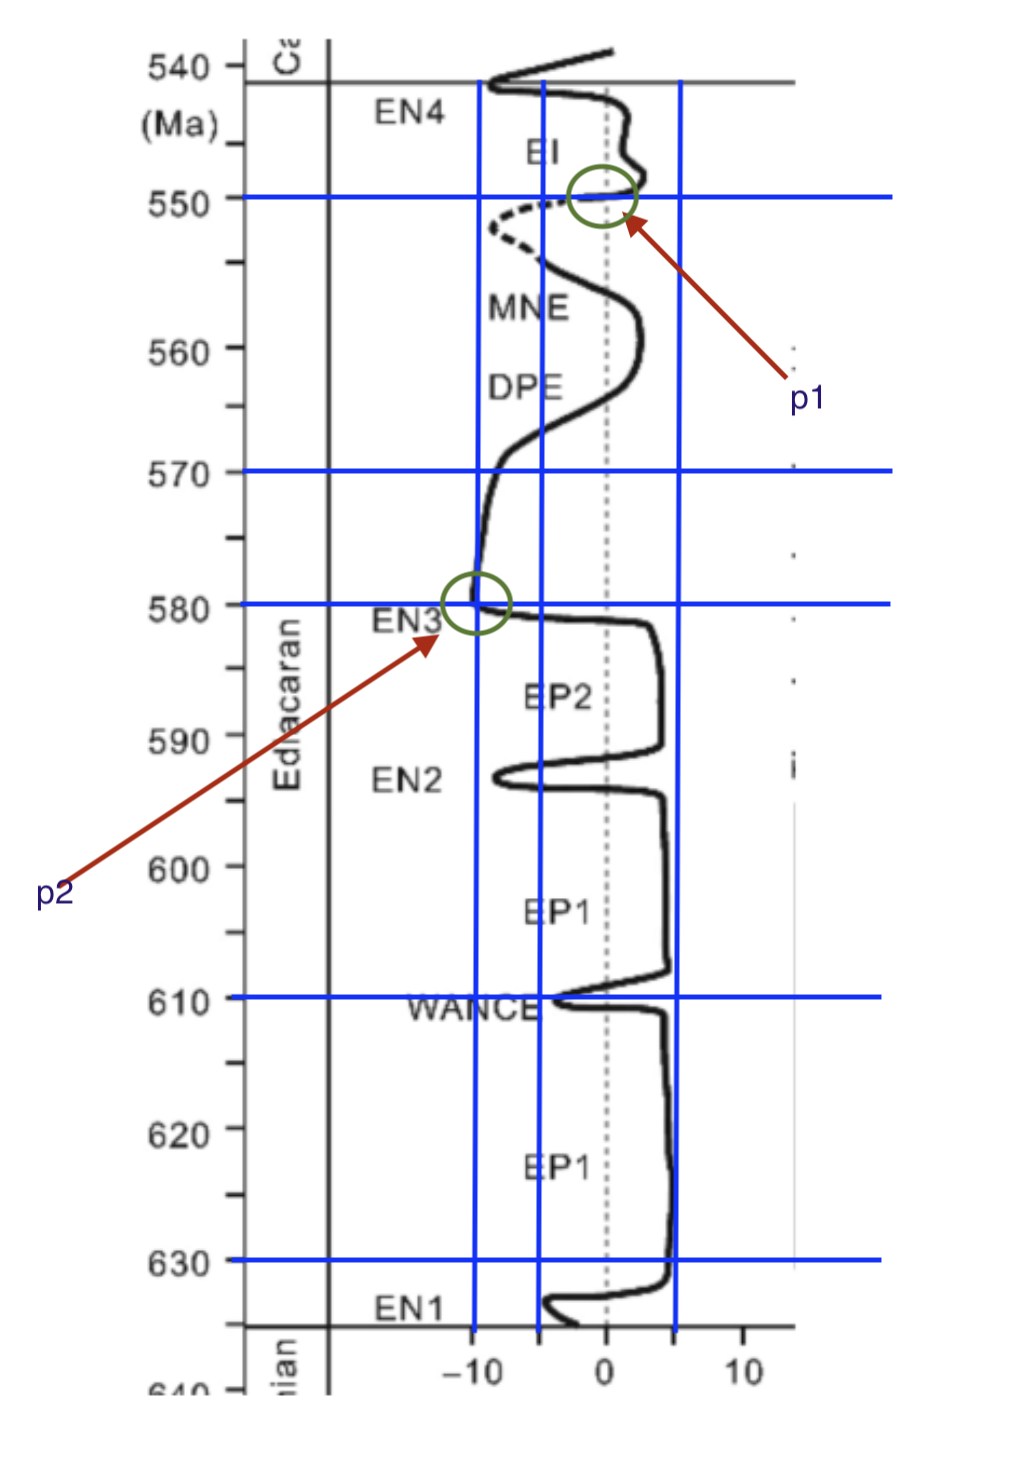 Ca
540
(Ma)
EN4
EI
550
MNE
560
DPE
p1
570
580
EN3
Ediacaran
EP2
590
EN2
600
p2
EP1
610
WANCE
620
EP1
630
EN1
-10
0
10
nian
640